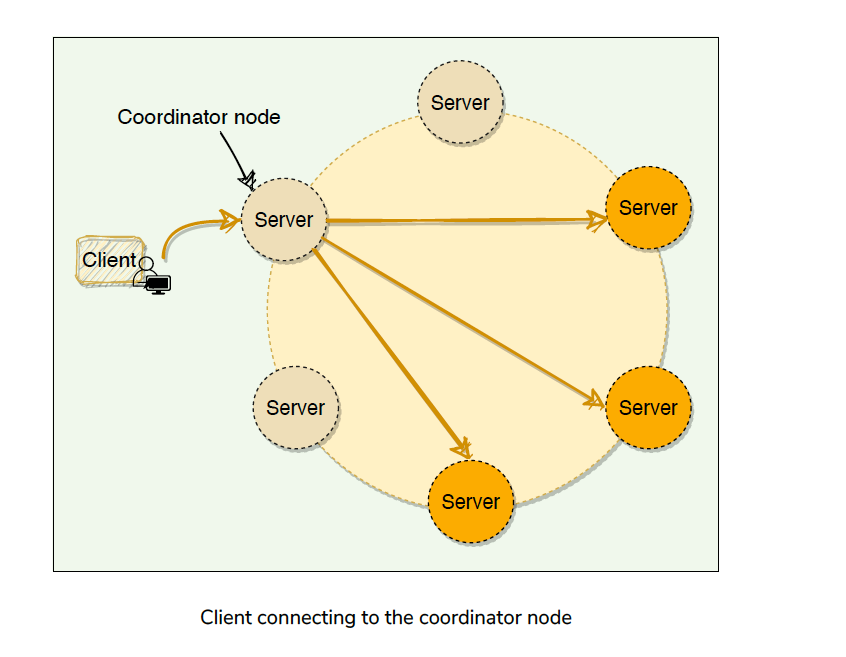 Server
Coordinator node
Server
Server
Client
Server
Server
Server
Client connecting to the coordinator node